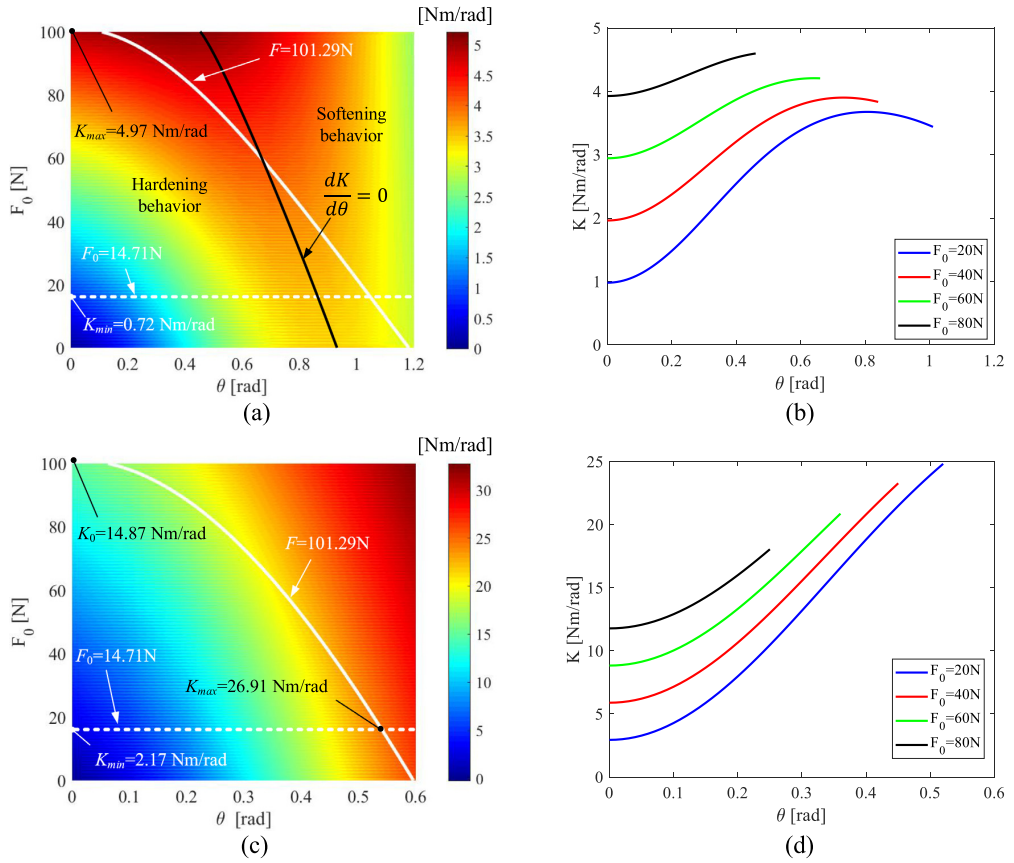 [Nm/rad]
100
80
60
40
20
0
F0 [N]
0
0.2
0.4
0.6
0.8
1
1.2
θ [rad]
Kmax=4.97 Nm/rad
F=101.29N
Softening
behavior
Hardening
behavior
dK
dθ
= 0
F0=14.71N
Kmin=0.72 Nm/rad
5
4.5
4
3.5
3
2.5
2
1.5
1
0.5
0
(a)
5
4
3
2
1
0
K [Nm/rad]
F0=20N
F0=40N
F0=60N
F0=80N
0
0.2
0.4
0.6
0.8
1
1.2
θ [rad]
(b)
[Nm/rad]
100
80
60
40
20
0
F0 [N]
K0=14.87 Nm/rad
F=101.29N
F0=14.71N
Kmax=26.91 Nm/rad
Kmin=2.17 Nm/rad
0
0.1
0.2
0.3
0.4
0.5
0.6
θ [rad]
30
25
20
15
10
5
0
(c)
25
20
15
10
5
0
K [Nm/rad]
F0=20N
F0=40N
F0=60N
F0=80N
0
0.1
0.2
0.3
0.4
0.5
0.6
θ [rad]
(d)